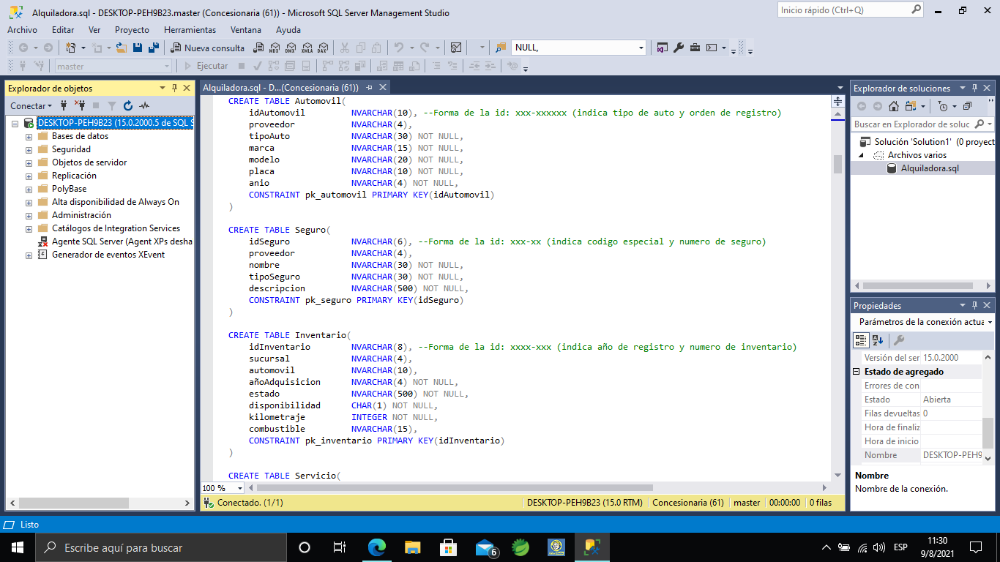 Alquiladora.sql - DESKTOP-PEH9B23.master (Concesionaria (61)) - Microsoft SQL Server Management Studio
Inicio rápido (Ctrl+Q)
Archivo Editar Ver Proyecto Herramientas Ventana Ayuda
Nueva consulta
MDX DMX XMLA DAX
NULL,
master
Ejecutar
Explorador de objetos
Conectar
DESKTOP-PEH9B23 (15.0.2000.5 de SQL S
Bases de datos
Seguridad
Objetos de servidor
Replicación
PolyBase
Alta disponibilidad de Always On
Administración
Catálogos de Integration Services
Agente SQL Server (Agent XPs desha
Generador de eventos XEvent
Alquiladora.sql - D...(Concesionaria (61))
CREATE TABLE Automovil(
idAutomovil NVARCHAR(10), --Forma de la id: xxx-xxxxxx (indica tipo de auto y orden de registro)
proveedor NVARCHAR(4),
tipoAuto NVARCHAR(30) NOT NULL,
marca NVARCHAR(15) NOT NULL,
modelo NVARCHAR(20) NOT NULL,
placa NVARCHAR(10) NOT NULL,
anio NVARCHAR(4) NOT NULL,
CONSTRAINT pk_automovil PRIMARY KEY(idAutomovil)
)
CREATE TABLE Seguro(
idSeguro NVARCHAR(6), --Forma de la id: xxx-xx (indica codigo especial y numero de seguro)
proveedor NVARCHAR(4),
nombre NVARCHAR(30) NOT NULL,
tipoSeguro NVARCHAR(30) NOT NULL,
descripcion NVARCHAR(500) NOT NULL,
CONSTRAINT pk_seguro PRIMARY KEY(idSeguro)
)
CREATE TABLE Inventario(
idInventario NVARCHAR(8), --Forma de la id: xxxx-xxx (indica año de registro y numero de inventario)
sucursal NVARCHAR(4),
automovil NVARCHAR(10),
añoAdquisicion NVARCHAR(4) NOT NULL,
estado NVARCHAR(500) NOT NULL,
disponibilidad CHAR(1) NOT NULL,
kilometraje INTEGER NOT NULL,
combustible NVARCHAR(15),
CONSTRAINT pk_inventario PRIMARY KEY(idInventario)
)
CREATE TABLE Servicio(
100 %
Conectado. (1/1)
DESKTOP-PEH9B23 (15.0 RTM) Concesionaria (61) master 00:00:00 0 filas
Explorador de soluciones
Buscar en Explorador de soluc
Solución 'Solution1' (0 proyect
Archivos varios
Alquiladora.sql
Propiedades
Parámetros de la conexión actua
Versión del ser 15.0.2000
Estado de agregado
Errores de con
Estado Abierta
Filas devueltas 0
Hora de finaliz
Hora de inicio
Nombre DESKTOP-PEH9
Nombre
Nombre de la conexión.
Listo
Escribe aquí para buscar
6
ESP
11:30
9/8/2021